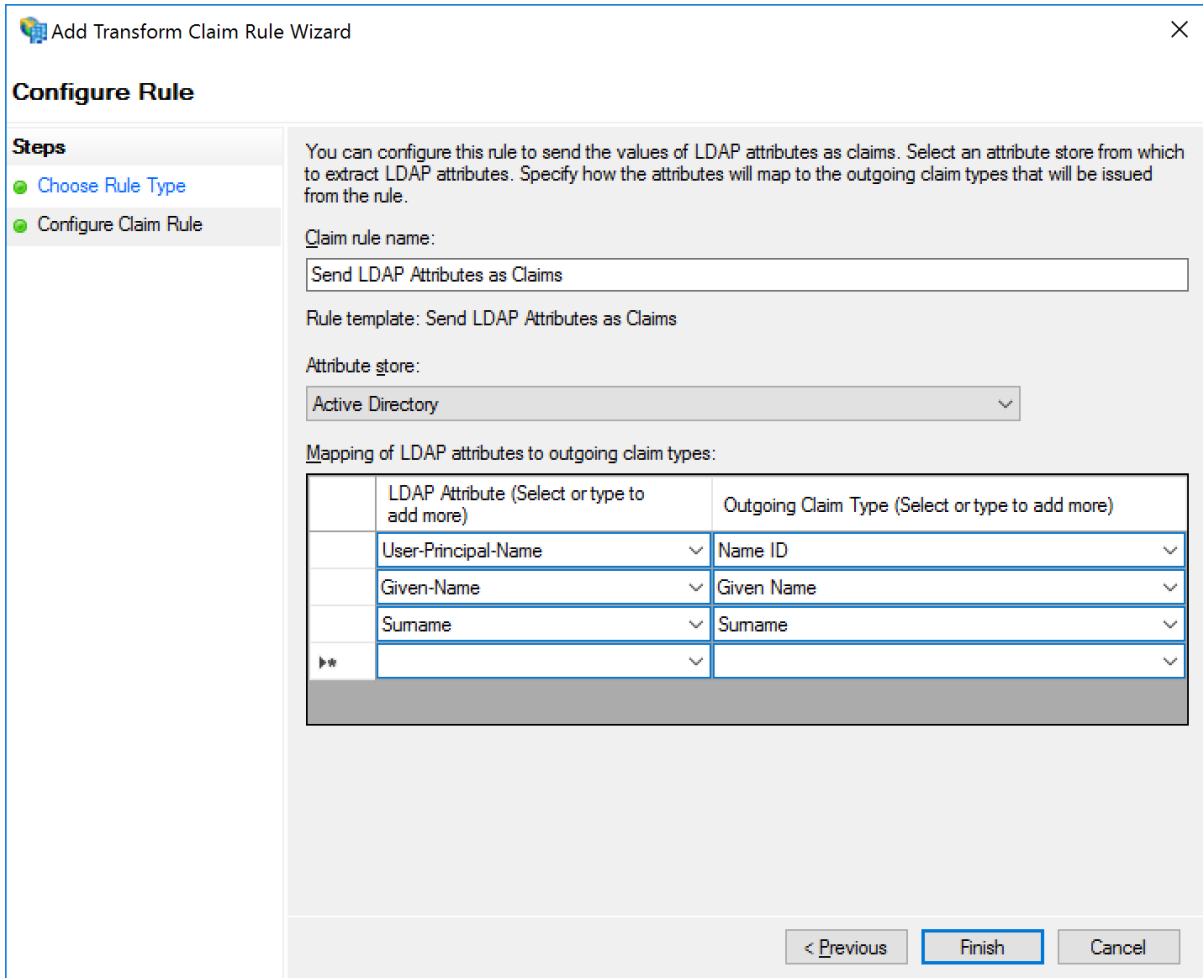 Add Transform Claim Rule Wizard
Configure Rule
Steps
Choose Rule Type
Configure Claim Rule
You can configure this rule to send the values of LDAP attributes as claims. Select an attribute store from which
to extract LDAP attributes. Specify how the attributes will map to the outgoing claim types that will be issued
from the rule.
Claim rule name:
Send LDAP Attributes as Claims
Rule template: Send LDAP Attributes as Claims
Attribute store:
Active Directory
Mapping of LDAP attributes to outgoing claim types:
LDAP Attribute (Select or type to
add more)
Outgoing Claim Type (Select or type to add more)
User-Principal-Name
Name ID
Given-Name
Given Name
Surname
Surname
< Previous
Finish
Cancel